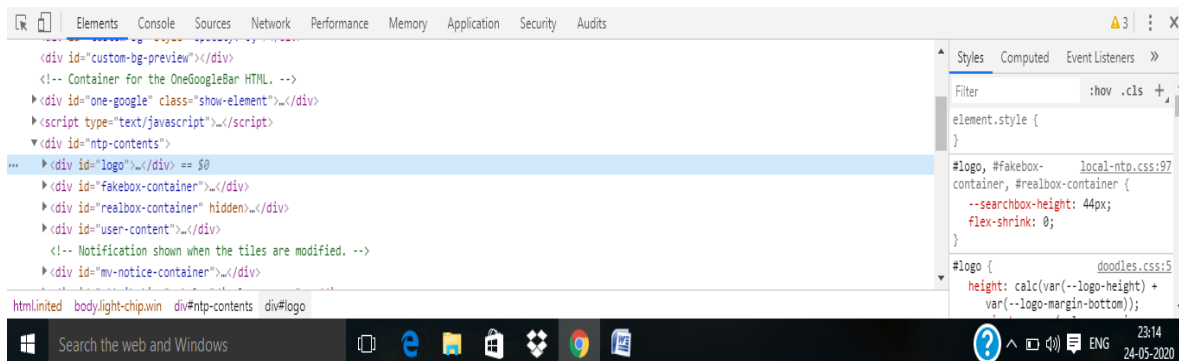 Elements Console Sources Network Performance Memory Application Security Audits 3
<div id="custom-bg-preview"></div>
<!-- Container for the OneGoogleBar HTML. -->
<div id="one-google" class="show-element">…</div>
<script type="text/javascript">…</script>
<div id="ntp-contents">
<div id="logo">…</div> == $0
<div id="fakebox-container">…</div>
<div id="realbox-container" hidden>…</div>
<div id="user-content">…</div>
<!-- Notification shown when the tiles are modified. -->
<div id="mv-notice-container">…</div>
html.inited body.light-chip.win div#ntp-contents div#logo
Styles Computed Event Listeners »
Filter :hov .cls +
element.style {
}
#logo, #fakebox- local-ntp.css:97
container, #realbox-container {
--searchbox-height: 44px;
flex-shrink: 0;
}
#logo { doodles.css:5
height: calc(var(--logo-height) +
var(--logo-margin-bottom));
Search the web and Windows
ENG 23:14
24-05-2020